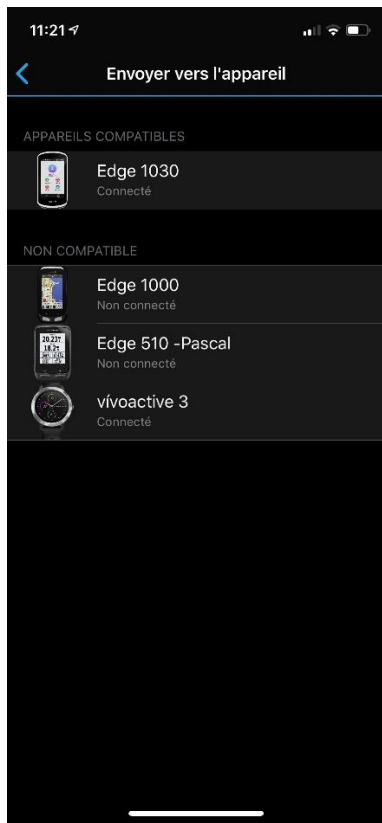 11:21
Envoyer vers l'appareil
APPAREILS COMPATIBLES
Edge 1030
Connecté
NON COMPATIBLE
Edge 1000
Non connecté
Edge 510 -Pascal
Non connecté
vívoactive 3
Connecté